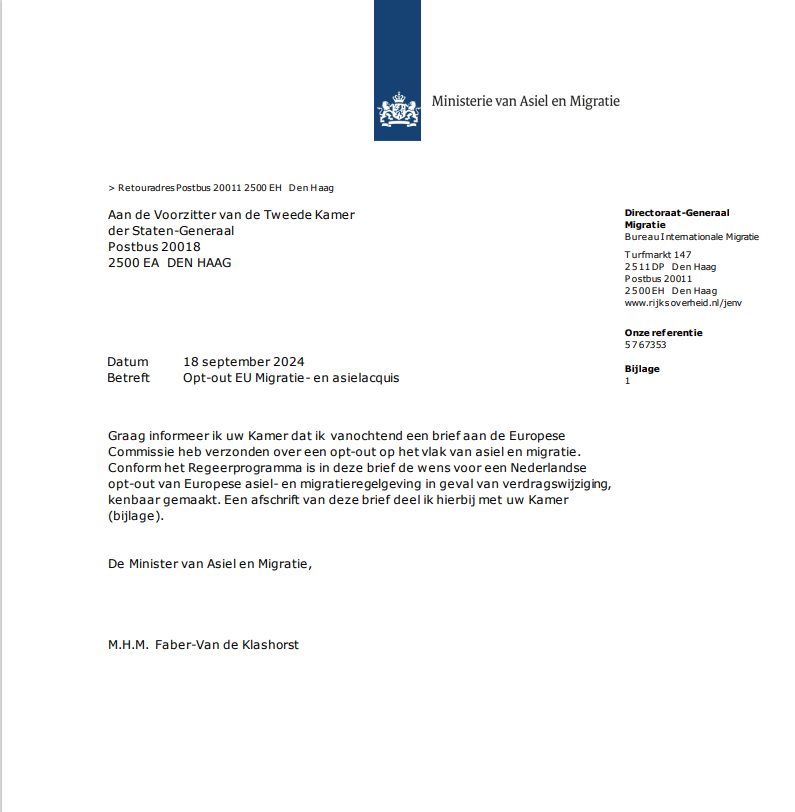 Ministerie van Asiel en Migratie
> Retouradres Postbus 20011 2500 EH Den Haag
Aan de Voorzitter van de Tweede Kamer
der Staten-Generaal
Postbus 20018
2500 EA DEN HAAG
Directoraat-Generaal
Migratie
Bureau Internationale Migratie
Turfmarkt 147
2511 DP Den Haag
Postbus 20011
2500 EH Den Haag
www.rijksoverheid.nl/jenv
Onze referentie
5767353
Bijlage
1
Datum 18 september 2024
Betreft Opt-out EU Migratie- en asielacquis
Graag informeer ik uw Kamer dat ik vanochtend een brief aan de Europese
Commissie heb verzonden over een opt-out op het vlak van asiel en migratie.
Conform het Regeerprogramma is in deze brief de wens voor een Nederlandse
opt-out van Europese asiel- en migratieregelgeving in geval van verdragswijziging,
kenbaar gemaakt. Een afschrift van deze brief deel ik hierbij met uw Kamer
(bijlage).
De Minister van Asiel en Migratie,
M.H.M. Faber-Van de Klashorst